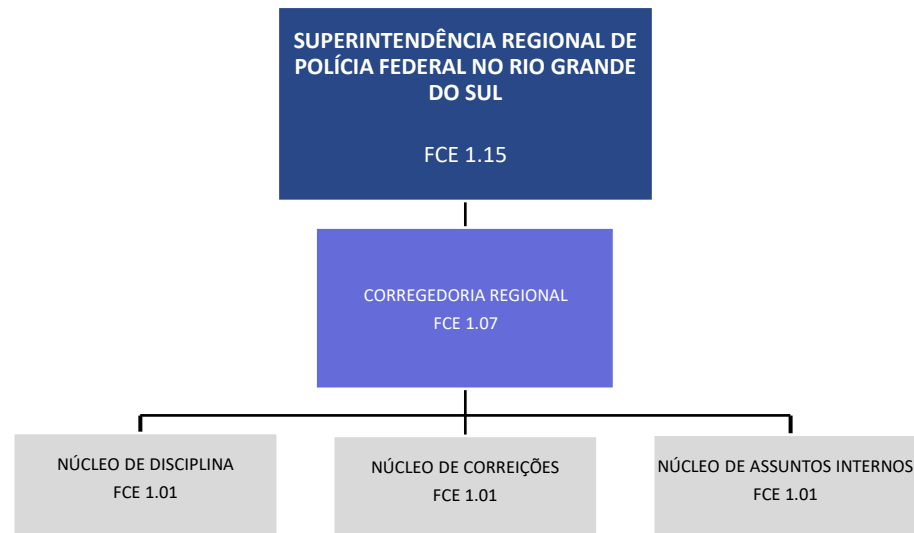 SUPERINTENDÊNCIA REGIONAL DE
POLÍCIA FEDERAL NO RIO GRANDE
DO SUL
FCE 1.15
CORREGEDORIA REGIONAL
FCE 1.07
NÚCLEO DE DISCIPLINA
FCE 1.01
NÚCLEO DE CORREIÇÕES
FCE 1.01
NÚCLEO DE ASSUNTOS INTERNOS
FCE 1.01